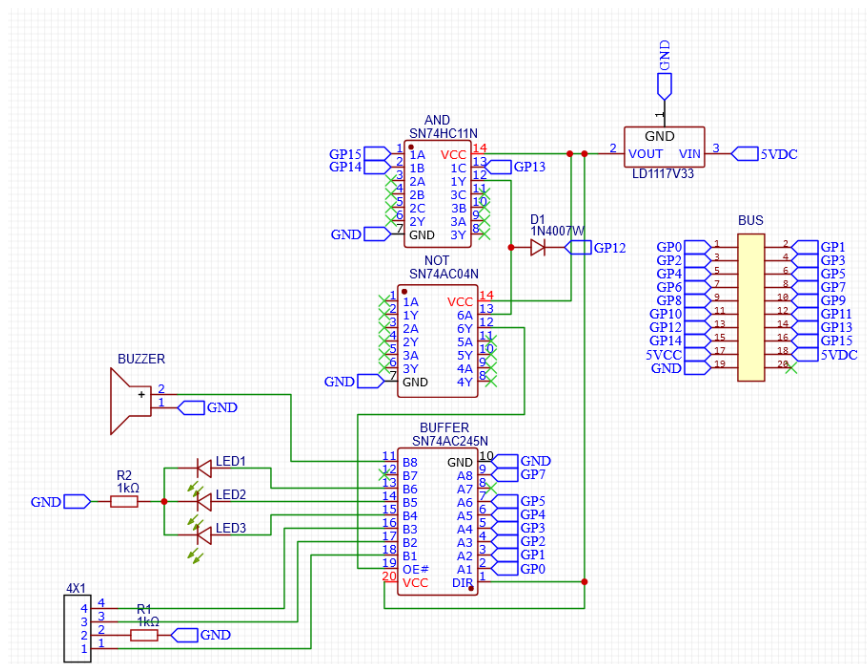 GND
1
GND
2 VOUT VIN 3 5VDC
LD1117V33
AND
SN74HC11N
GP15 1 1A VCC 14
GP14 2 1B 1C 13 GP13
3 2A 1Y 12
4 2B 3C 11
5 2C 3B 10
6 2Y 3A 9
GND 7 GND 3Y 8
D1
1N4007W
GP12
NOT
SN74AC04N
1 1A VCC 14
2 1Y 6A 13
3 2A 6Y 12
4 2Y 5A 11
5 3A 5Y 10
6 3Y 4A 9
GND 7 GND 4Y 8
BUS
GP0 1 2 GP1
GP2 3 4 GP3
GP4 5 6 GP5
GP6 7 8 GP7
GP8 9 10 GP9
GP10 11 12 GP11
GP12 13 14 GP13
GP14 15 16 GP15
5VCC 17 18 5VDC
GND 19 20
BUZZER
+ 2
1 GND
BUFFER
SN74AC245N
11 B8 GND 10 GND
12 B7 A8 9 GP7
13 B6 A7 8
14 B5 A6 7 GP5
15 B4 A5 6 GP4
16 B3 A4 5 GP3
17 B2 A3 4 GP2
18 B1 A2 3 GP1
19 OE# A1 2 GP0
20 VCC DIR 1
LED1
R2
1kΩ
GND
LED2
LED3
4X1
4 4
3 3
2 2
1 1
R1
1kΩ
GND